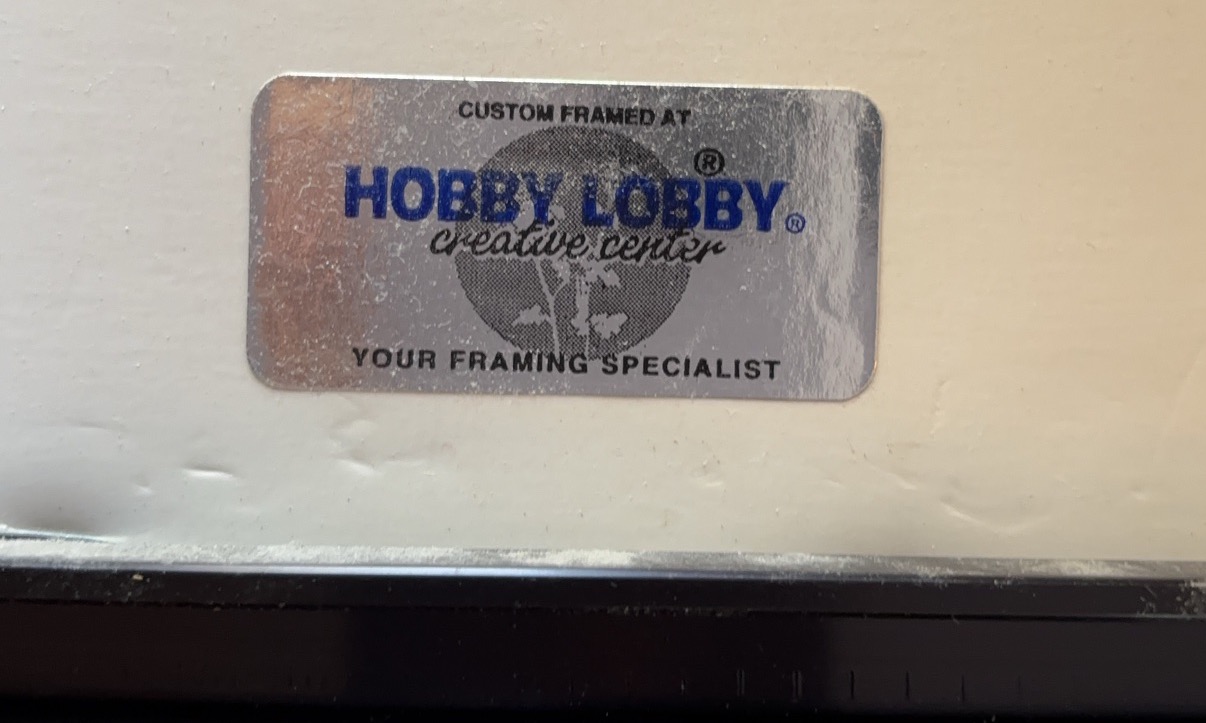 CUSTOM FRAMED AT
HOBBY LOBBY®®
creative center
YOUR FRAMING SPECIALIST